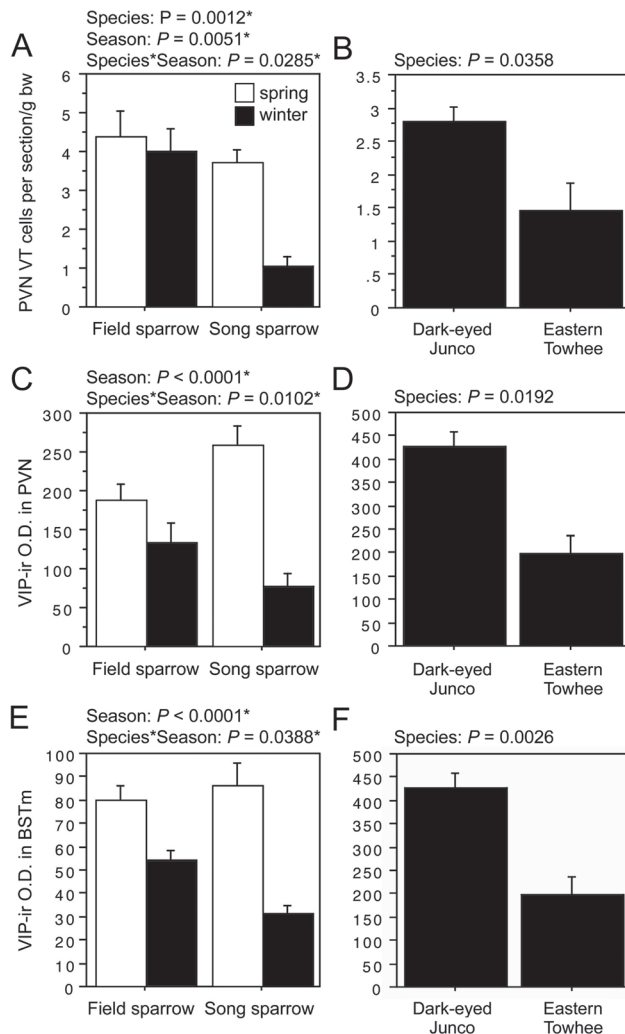 Species: P = 0.0012*
Season: P = 0.0051*
Species*Season: P = 0.0285*
A
PVN VT cells per section/g bw
6
5
4
3
2
1
0
spring
winter
Field sparrow
Song sparrow
B
Species: P = 0.0358
3.5
3
2.5
2
1.5
1
.5
0
Dark-eyed
Junco
Eastern
Towhee
C
Season: P < 0.0001*
Species*Season: P = 0.0102*
VIP-ir O.D. in PVN
300
250
200
150
100
50
0
Field sparrow
Song sparrow
D
Species: P = 0.0192
500
450
400
350
300
250
200
150
100
50
0
Dark-eyed
Junco
Eastern
Towhee
E
Season: P < 0.0001*
Species*Season: P = 0.0388*
VIP-ir O.D. in BSTm
100
90
80
70
60
50
40
30
20
10
0
Field sparrow
Song sparrow
F
Species: P = 0.0026
500
450
400
350
300
250
200
150
100
50
0
Dark-eyed
Junco
Eastern
Towhee